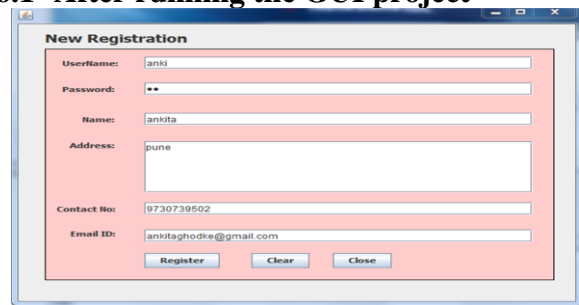 After running the GUI project
New Registration
UserName: anki
Password: ••
Name: ankita
Address: pune
Contact No: 9730739502
Email ID: ankitaghodke@gmail.com
Register Clear Close